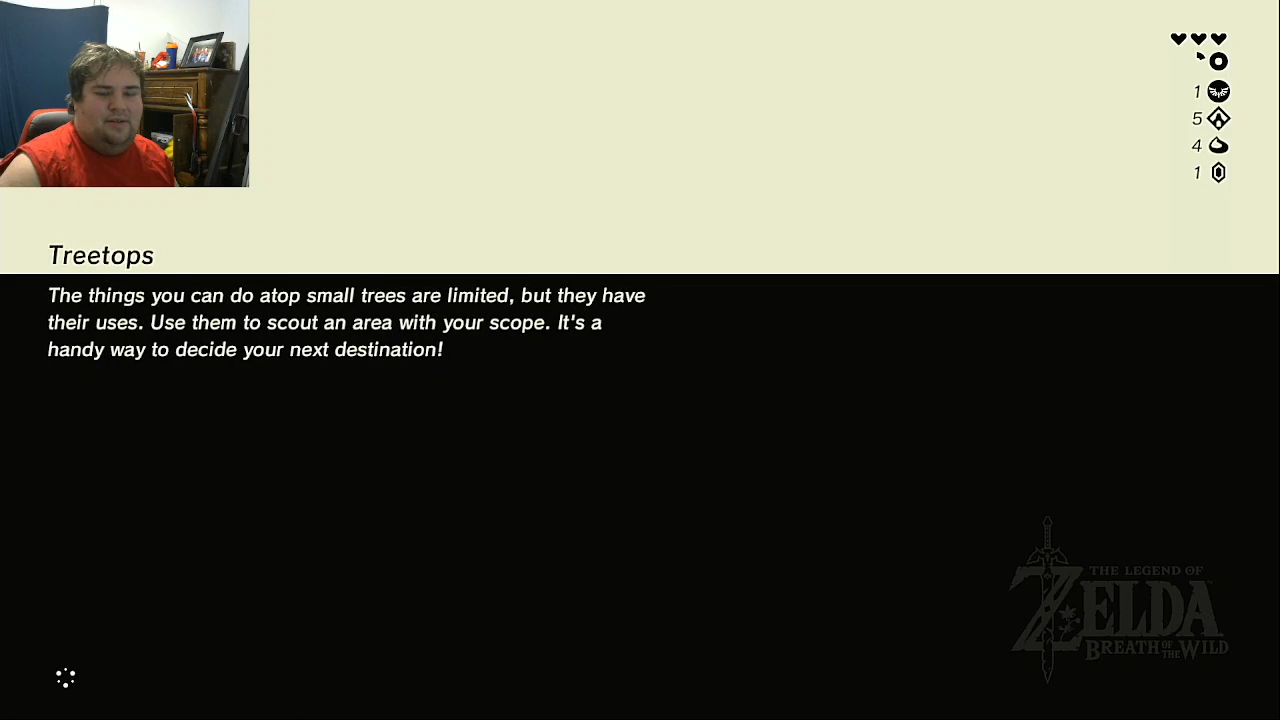 1
5
4
1
Treetops
The things you can do atop small trees are limited, but they have
their uses. Use them to scout an area with your scope. It's a
handy way to decide your next destination!
THE LEGEND OF
ZELDA
BREATH OF THE WILD